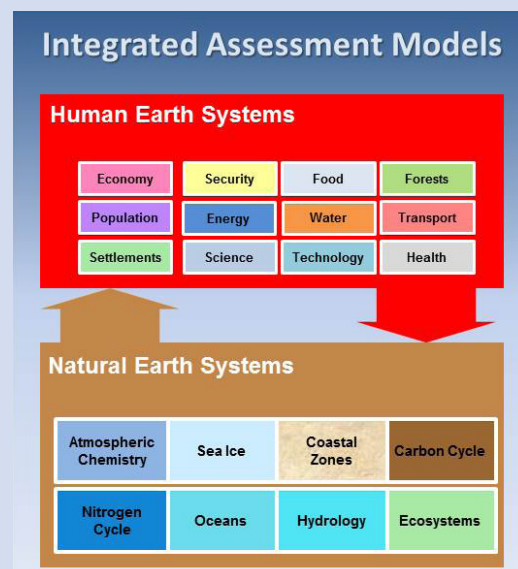 Integrated Assessment Models
Human Earth Systems
Economy Security Food Forests
Population Energy Water Transport
Settlements Science Technology Health
Natural Earth Systems
Atmospheric
Chemistry
Sea Ice
Coastal
Zones
Carbon Cycle
Nitrogen
Cycle
Oceans
Hydrology
Ecosystems